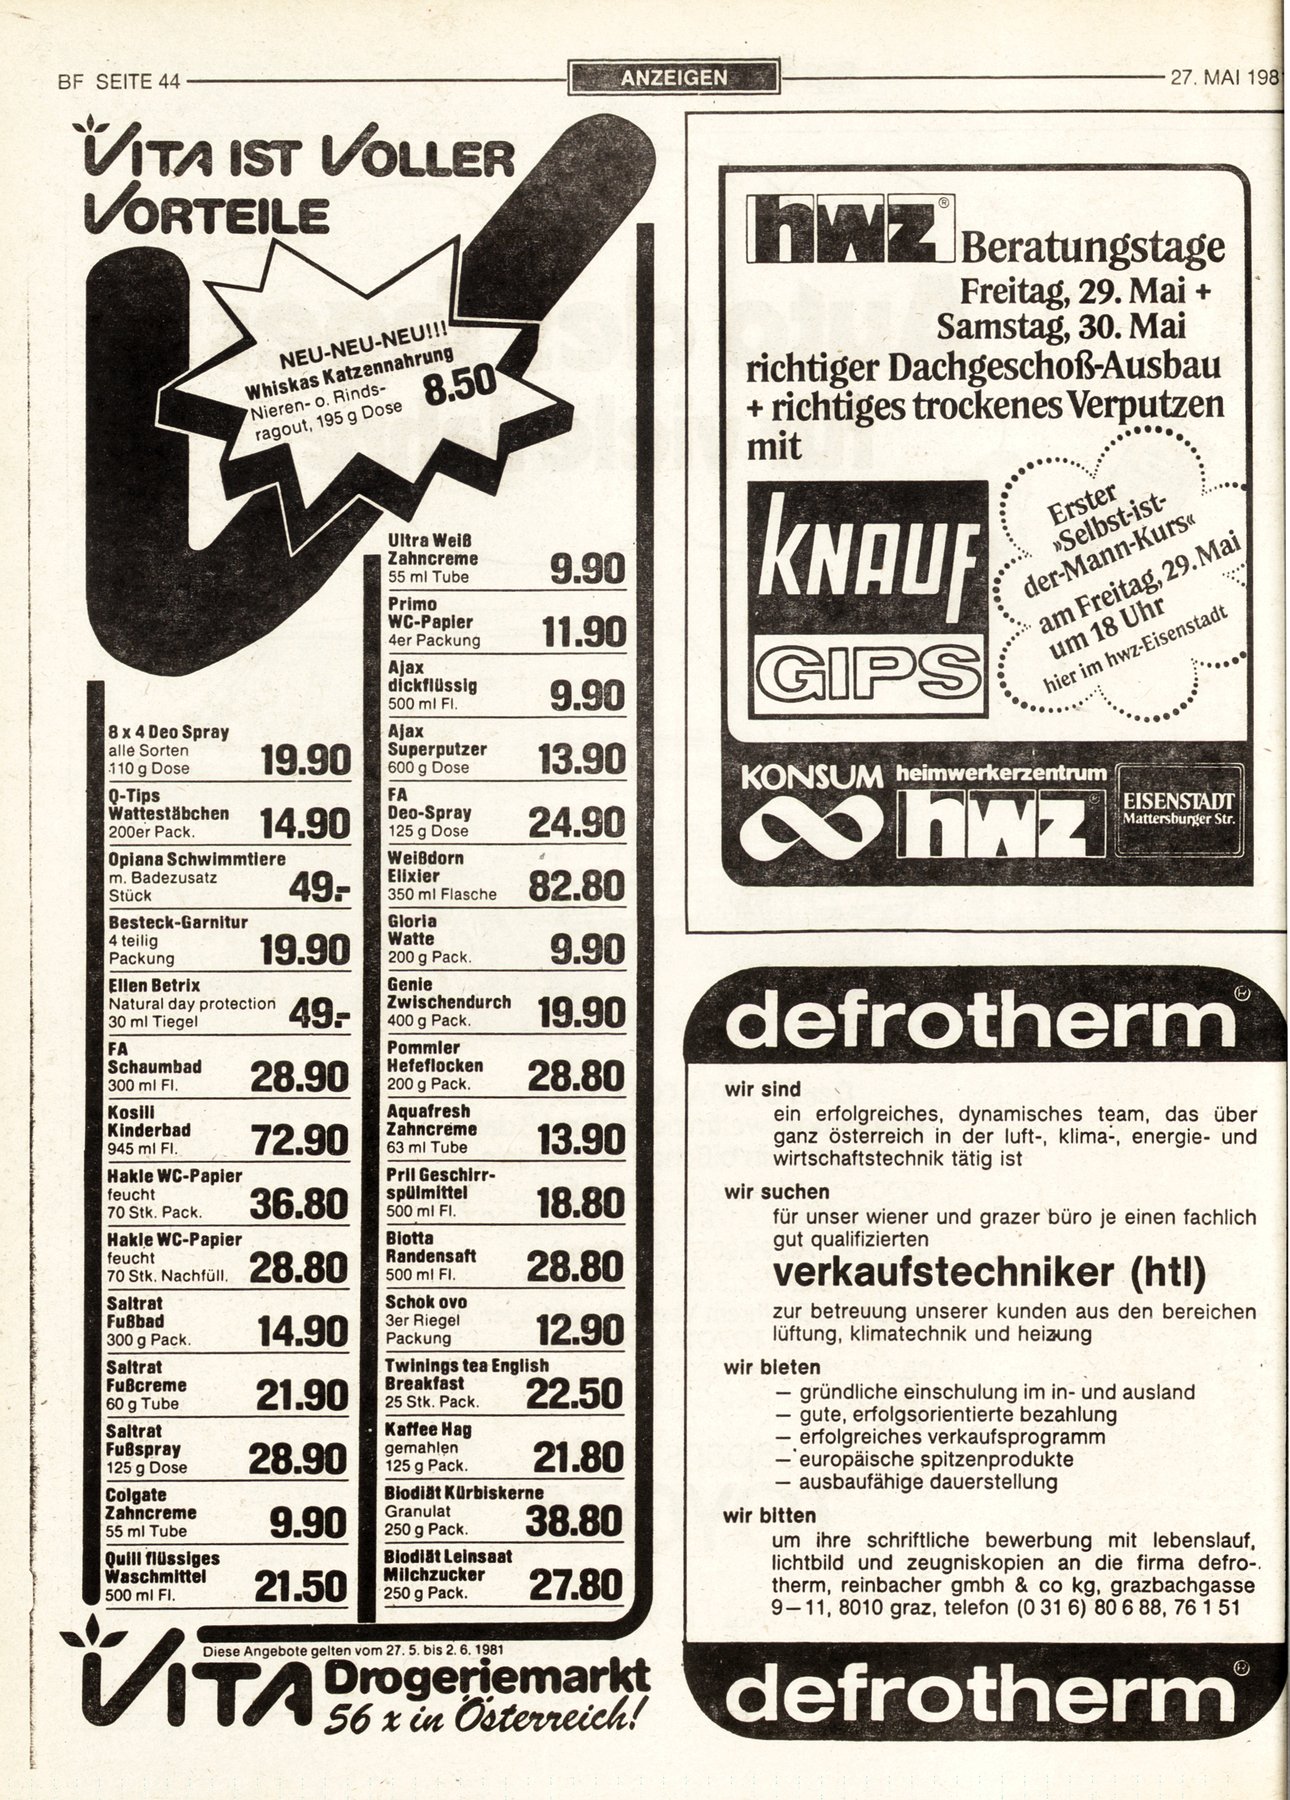 BF SEITE 44
ANZEIGEN
27. MAI 198
VITA IST VOLLER
VORTEILE
NEU-NEU-NEU!!!
Whiskas Katzennahrung
Nieren- o. Rinds-
ragout, 195 g Dose
8.50
8 x 4 Deo Spray
alle Sorten
110 g Dose
19.90
Q-Tips
Wattestäbchen
200er Pack.
14.90
Opiana Schwimmtiere
m. Badezusatz
Stück
49.-
Besteck-Garnitur
4 teilig
Packung
19.90
Ellen Betrix
Natural day protection
30 ml Tiegel
49.-
FA
Schaumbad
300 ml Fl.
28.90
Kosili
Kinderbad
945 ml Fl.
72.90
Hakle WC-Papier
feucht
70 Stk. Pack.
36.80
Hakle WC-Papier
feucht
70 Stk. Nachfüll.
28.80
Saltrat
Fußbad
300 g Pack.
14.90
Saltrat
Fußcreme
60 g Tube
21.90
Saltrat
Fußspray
125 g Dose
28.90
Colgate
Zahncreme
55 ml Tube
9.90
Quill flüssiges
Waschmittel
500 ml Fl.
21.50
Ultra Weiß
Zahncreme
55 ml Tube
9.90
Primo
WC-Papier
4er Packung
11.90
Ajax
dickflüssig
500 ml Fl.
9.90
Ajax
Superputzer
600 g Dose
13.90
FA
Deo-Spray
125 g Dose
24.90
Weißdorn
Elixier
350 ml Flasche
82.80
Gloria
Watte
200 g Pack.
9.90
Genie
Zwischendurch
400 g Pack.
19.90
Pommier
Hefeflocken
200 g Pack.
28.80
Aquafresh
Zahncreme
63 ml Tube
13.90
Pril Geschirr-
spülmittel
500 ml Fl.
18.80
Biotta
Randensaft
500 ml Fl.
28.80
Schok ovo
3er Riegel
Packung
12.90
Twinings tea English
Breakfast
25 Stk. Pack.
22.50
Kaffee Hag
gemahlen
125 g Pack.
21.80
Biodiät Kürbiskerne
Granulat
250 g Pack.
38.80
Biodiät Leinsaat
Milchzucker
250 g Pack.
27.80
Diese Angebote gelten vom 27. 5. bis 2. 6. 1981
VITA Drogeriemarkt
56 x in Österreich!
hwz® Beratungstage
Freitag, 29. Mai +
Samstag, 30. Mai
richtiger Dachgeschoß-Ausbau
+ richtiges trockenes Verputzen
mit
KNAUF
GIPS
Erster
»Selbst-ist-
der-Mann-Kurs«
am Freitag, 29. Mai
um 18 Uhr
hier im hwz-Eisenstadt
KONSUM
heimwerkerzentrum
hwz®
EISENSTADT
Mattersburger Str.
defrotherm®
wir sind
ein erfolgreiches, dynamisches team, das über
ganz österreich in der luft-, klima-, energie- und
wirtschaftstechnik tätig ist
wir suchen
für unser wiener und grazer büro je einen fachlich
gut qualifizierten
verkaufstechniker (htl)
zur betreuung unserer kunden aus den bereichen
lüftung, klimatechnik und heizung
wir bieten
— gründliche einschulung im in- und ausland
— gute, erfolgsorientierte bezahlung
— erfolgreiches verkaufsprogramm
— europäische spitzenprodukte
— ausbaufähige dauerstellung
wir bitten
um ihre schriftliche bewerbung mit lebenslauf,
lichtbild und zeugniskopien an die firma defro-
therm, reinbacher gmbh & co kg, grazbachgasse
9—11, 8010 graz, telefon (0 31 6) 80 6 88, 76 1 51
defrotherm®